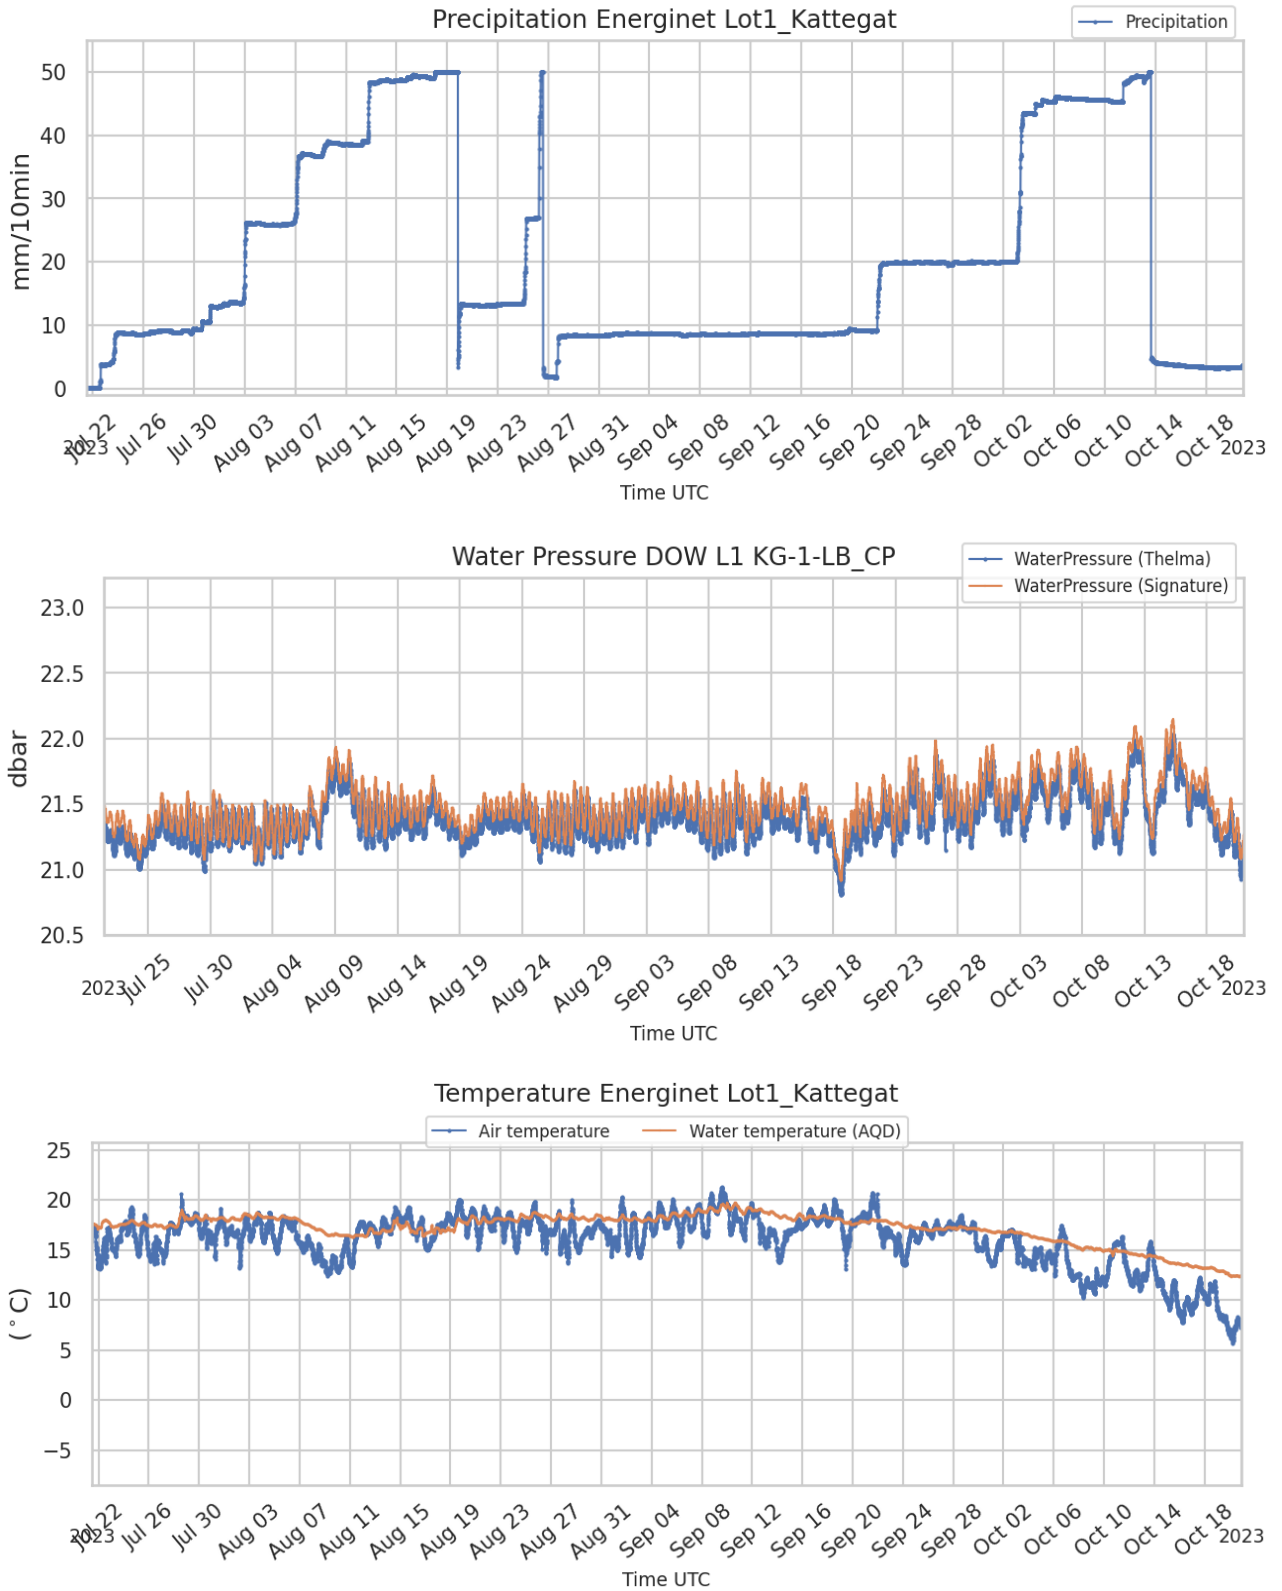 Precipitation Energinet Lot1_Kattegat
Precipitation
50
40
30
20
10
0
mm/10min
Jul 22 Jul 26 Jul 30 Aug 03 Aug 07 Aug 11 Aug 15 Aug 19 Aug 23 Aug 27 Aug 31 Sep 04 Sep 08 Sep 12 Sep 16 Sep 20 Sep 24 Sep 28 Oct 02 Oct 06 Oct 10 Oct 14 Oct 18
2023 2023
Time UTC
Water Pressure DOW L1 KG-1-LB_CP
WaterPressure (Thelma)
WaterPressure (Signature)
23.0
22.5
22.0
21.5
21.0
20.5
dbar
Jul 25 Jul 30 Aug 04 Aug 09 Aug 14 Aug 19 Aug 24 Aug 29 Sep 03 Sep 08 Sep 13 Sep 18 Sep 23 Sep 28 Oct 03 Oct 08 Oct 13 Oct 18
2023 2023
Time UTC
Temperature Energinet Lot1_Kattegat
Air temperature Water temperature (AQD)
25
20
15
10
5
0
−5
(°C)
Jul 22 Jul 26 Jul 30 Aug 03 Aug 07 Aug 11 Aug 15 Aug 19 Aug 23 Aug 27 Aug 31 Sep 04 Sep 08 Sep 12 Sep 16 Sep 20 Sep 24 Sep 28 Oct 02 Oct 06 Oct 10 Oct 14 Oct 18
2023 2023
Time UTC